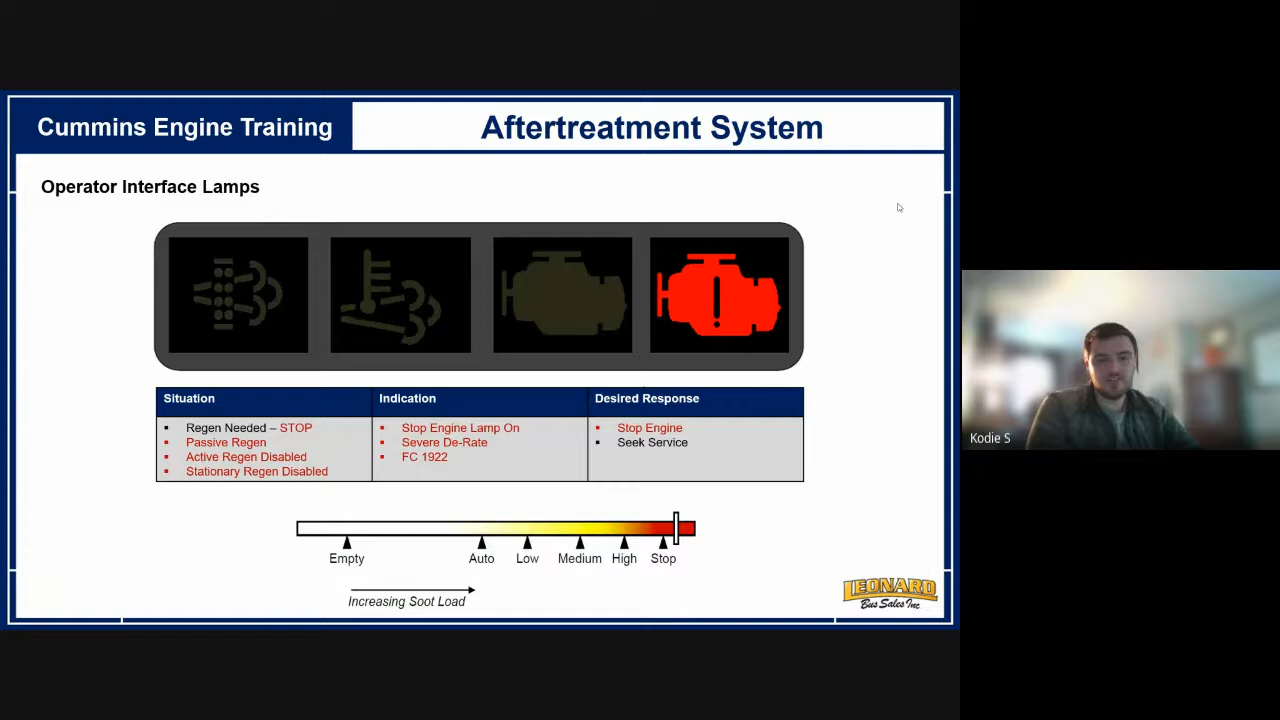 Cummins Engine Training
Aftertreatment System
Operator Interface Lamps
Situation
Indication
Desired Response
Regen Needed – STOP
Passive Regen
Active Regen Disabled
Stationary Regen Disabled
Stop Engine Lamp On
Severe De-Rate
FC 1922
Stop Engine
Seek Service
Empty
Auto
Low
Medium
High
Stop
Increasing Soot Load
LEONARD
Bus Sales Inc
Kodie S